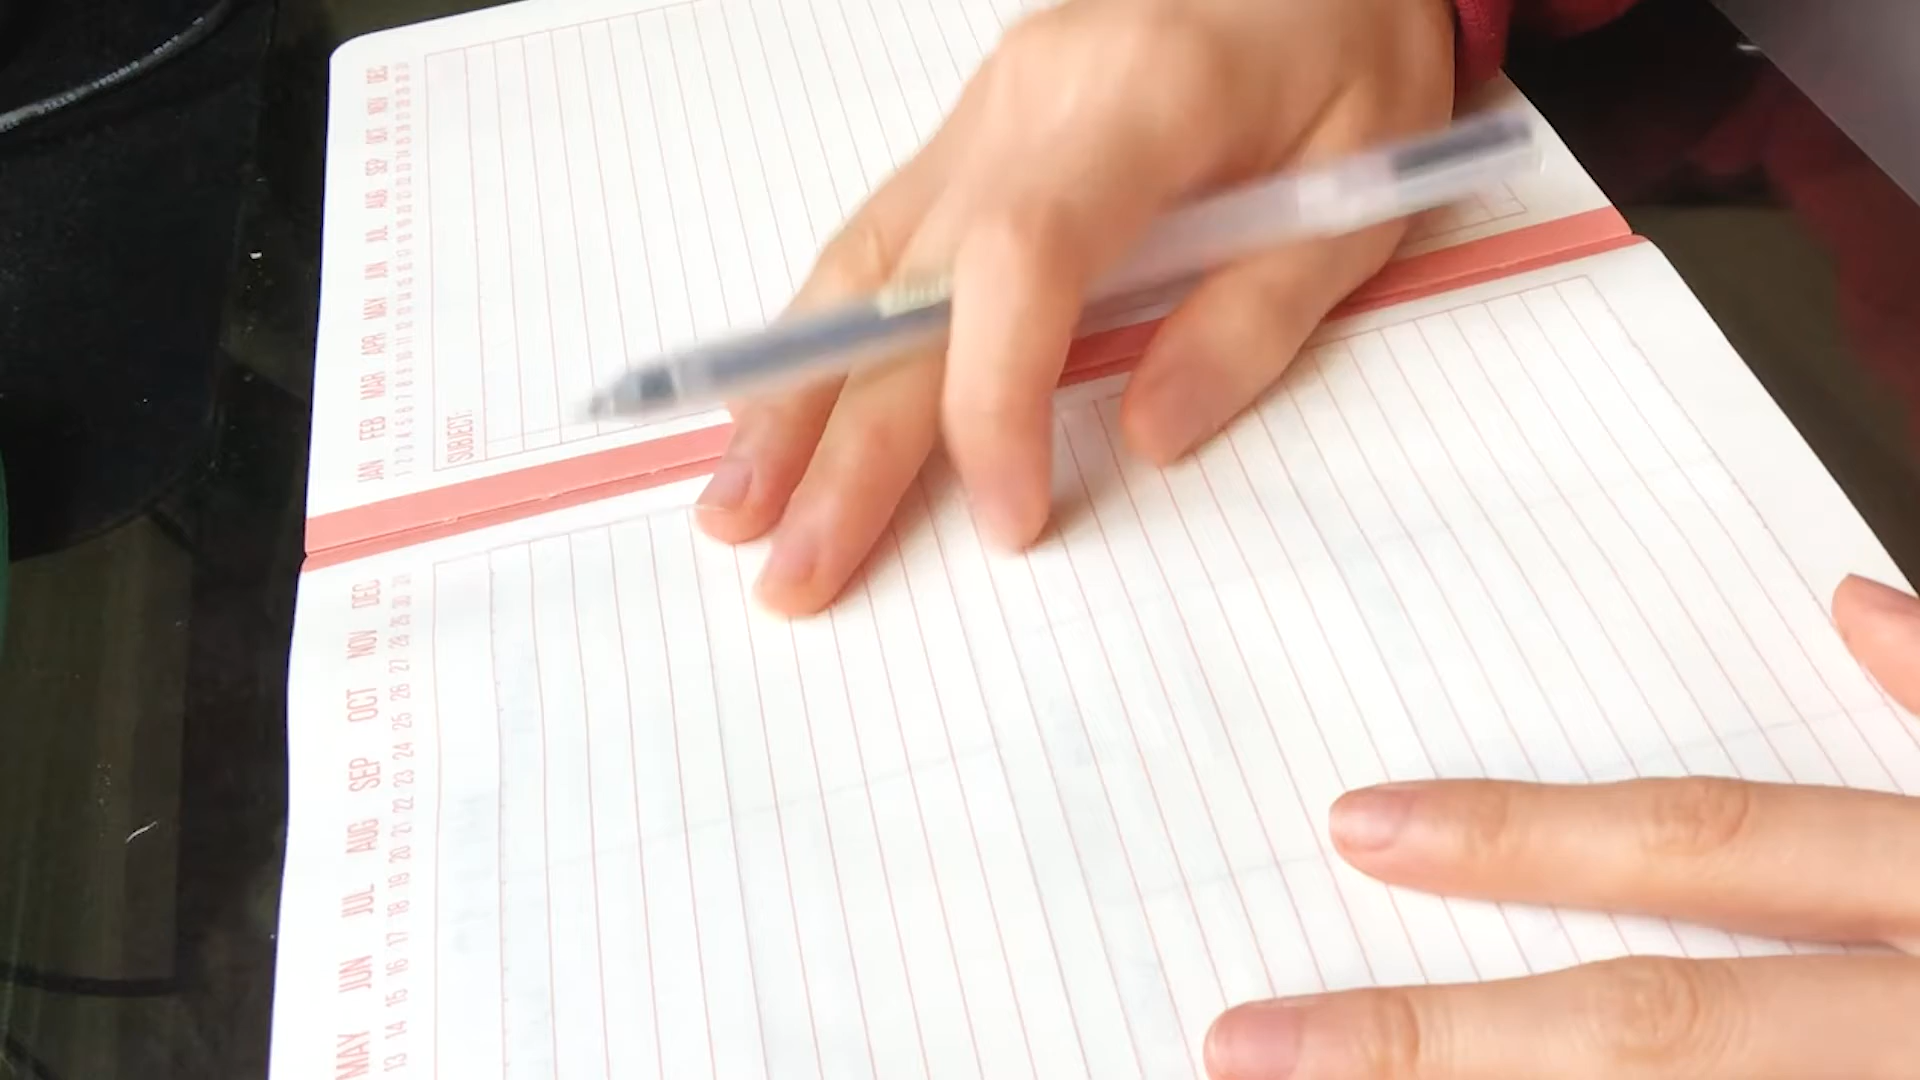 JAN FEB MAR APR MAY JUN JUL AUG SEP OCT NOV DEC
SUBJECT:
MAY JUN JUL AUG SEP OCT NOV DEC
13 14 15 16 17 18 19 20 21 22 23 24 25 26 27 28 29 30 31